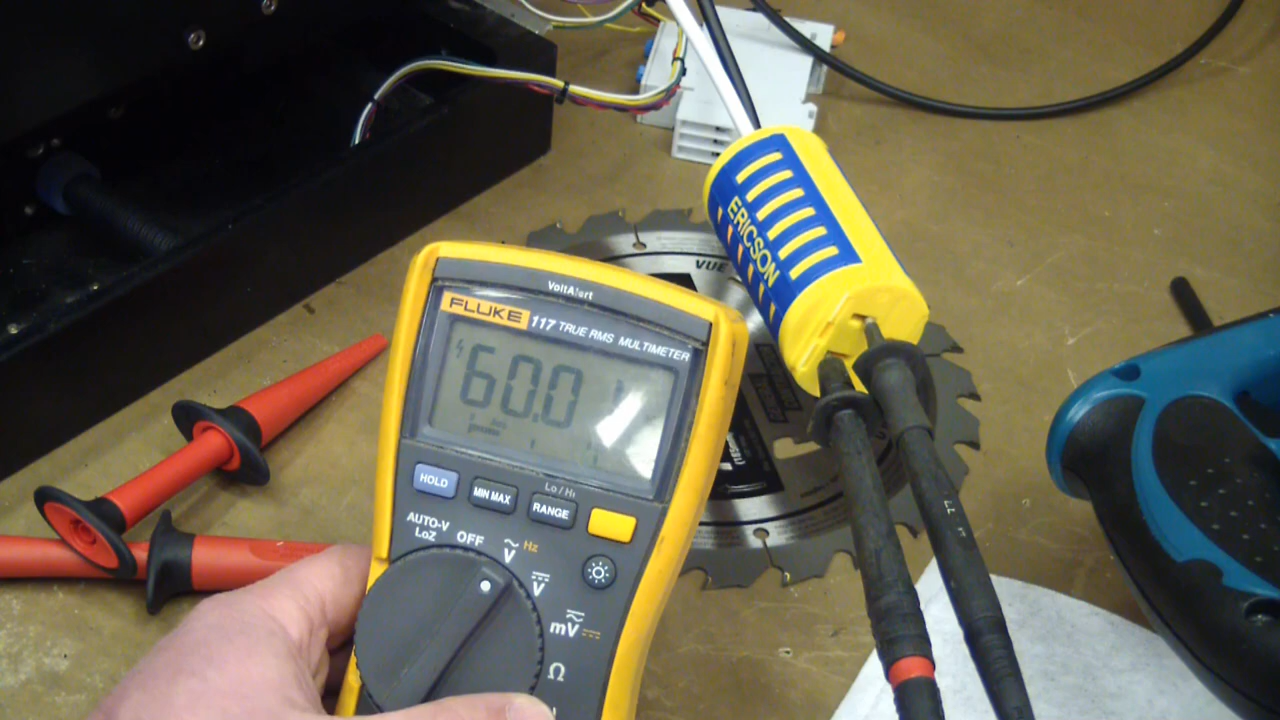 VoltAlert
FLUKE 117 TRUE RMS MULTIMETER
60.0
HOLD
MIN MAX
Lo / Hi
RANGE
AUTO-V
LoZ
OFF
V
Hz
V
mV
Ω
ERICSON
VUE